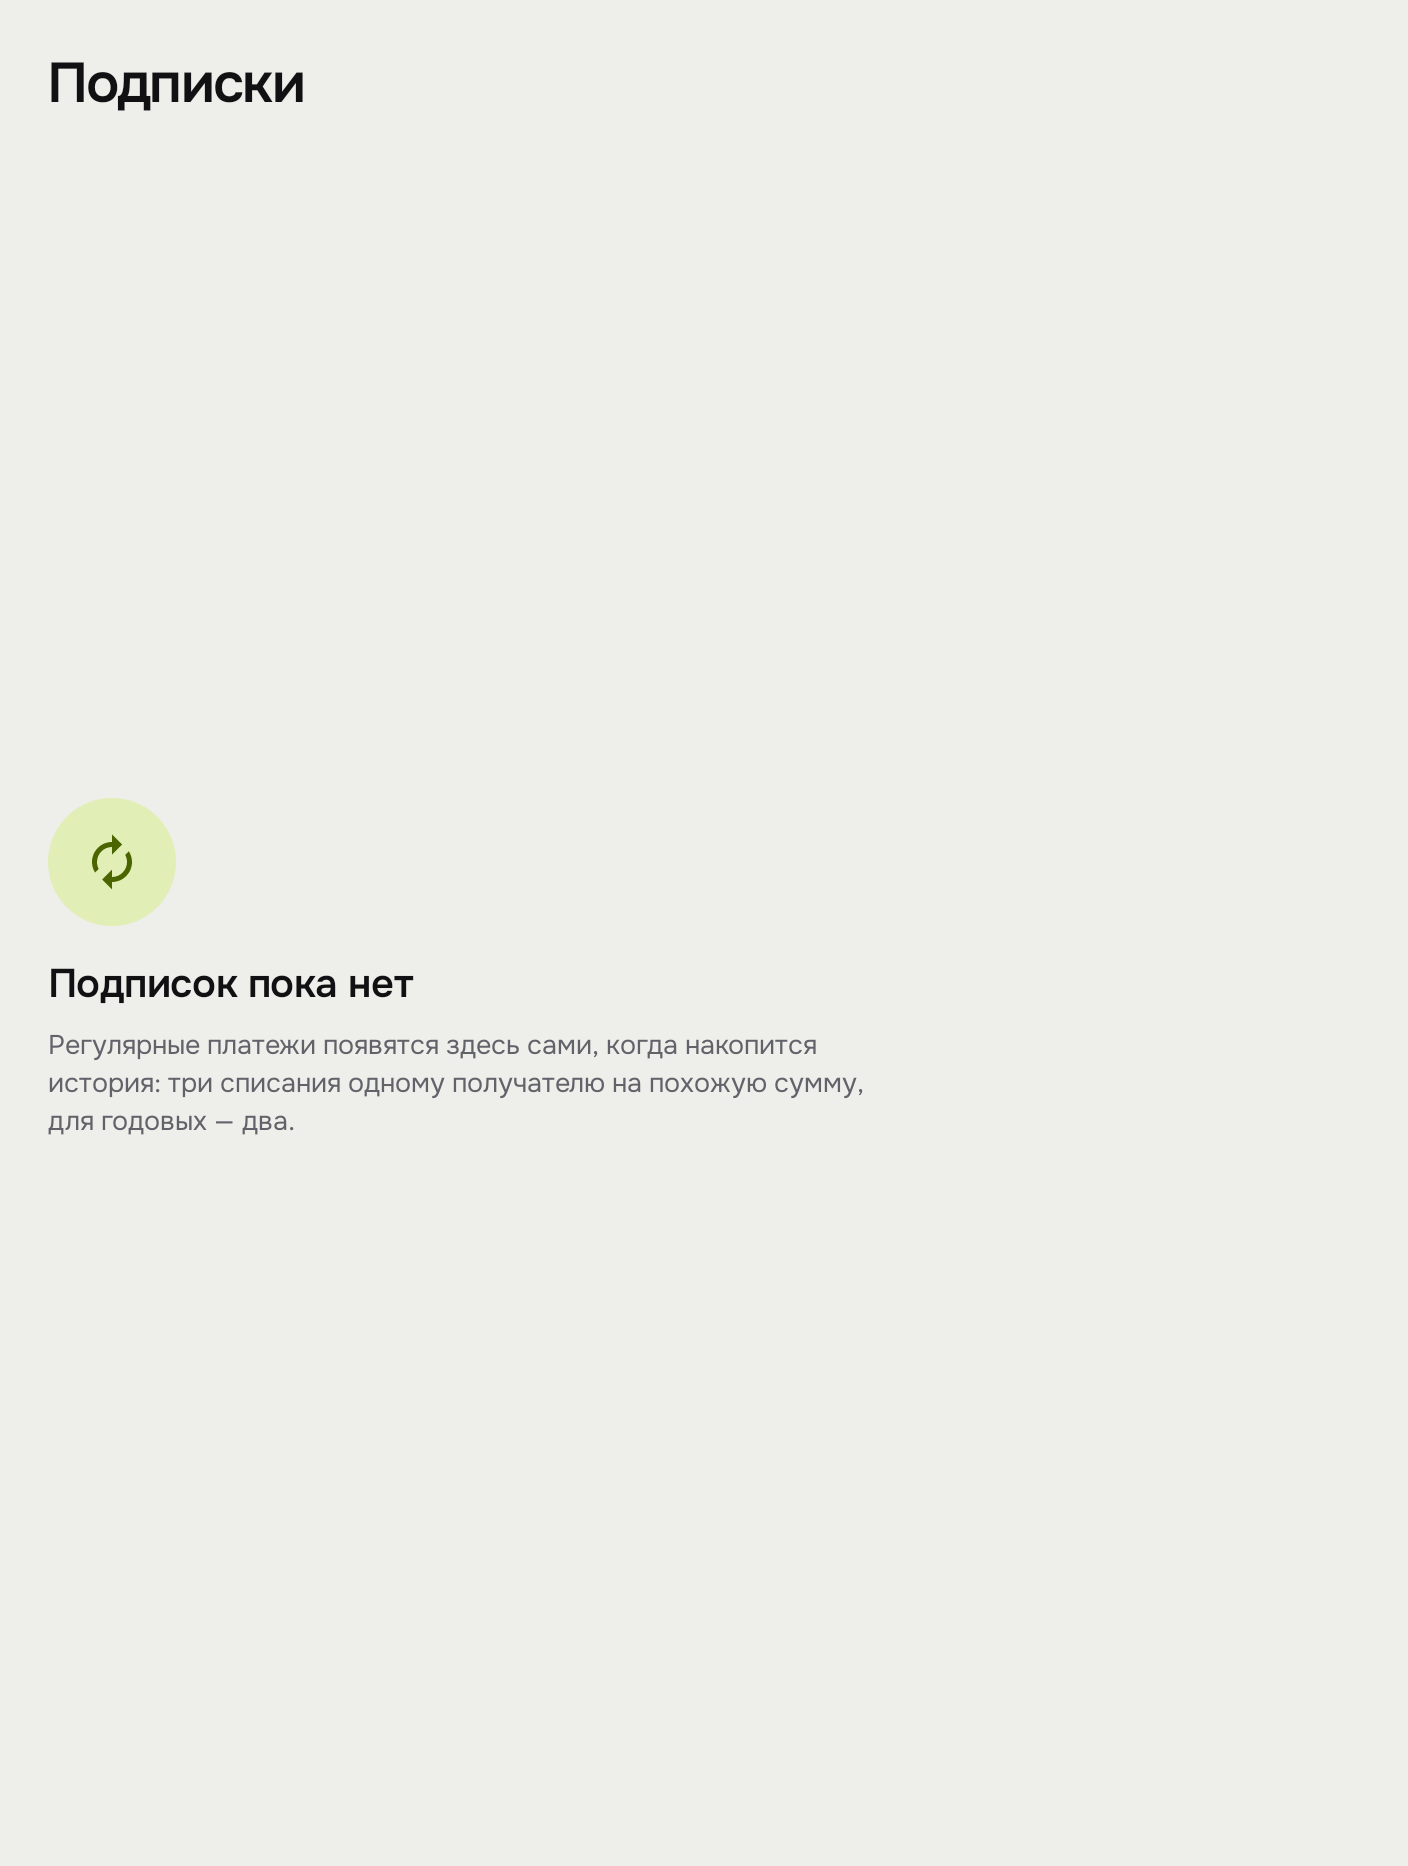 Подписки
Подписок пока нет
Регулярные платежи появятся здесь сами, когда накопится
история: три списания одному получателю на похожую сумму,
для годовых — два.